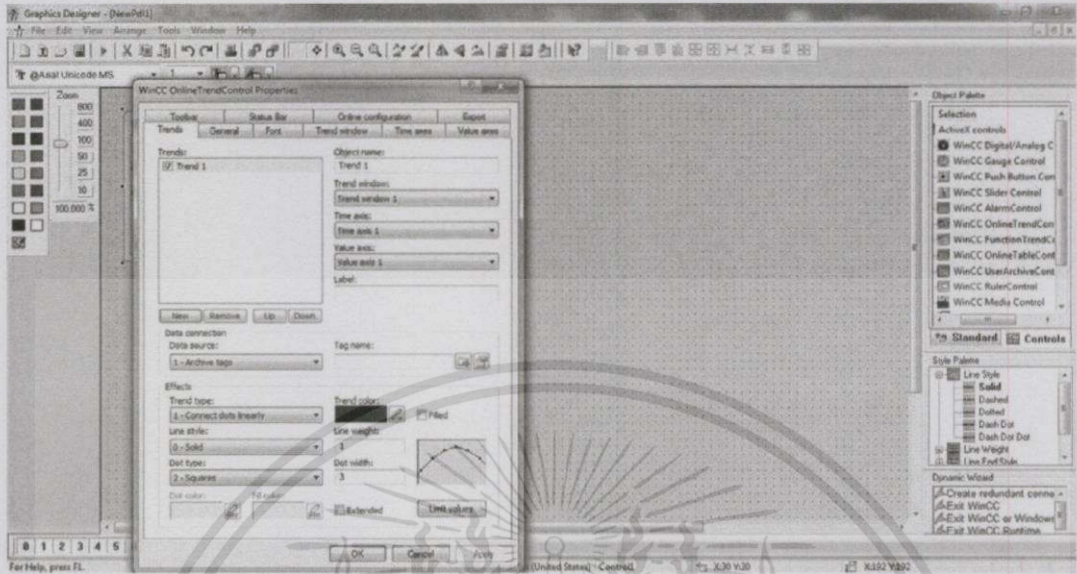 Graphics Designer - [NewPdl1]
File Edit View Arrange Tools Window Help
@Arial Unicode MS 1
Zoom
800
400
100
50
25
10
100.000 %
WinCC OnlineTrendControl Properties
Toolbar Status Bar Online configuration Export
Trends General Font Trend window Time axes Value axes
Trends:
Trend 1
New Remove Up Down
Object name:
Trend 1
Trend window:
Trend window 1
Time axis:
Time axis 1
Value axis:
Value axis 1
Label:
Data connection
Data source: Tag name:
1 - Archive tags
Effects
Trend type: Trend color:
1 - Connect dots linearly Filled
Line style: Line weight:
0 - Solid 1
Dot type: Dot width:
2 - Squares 3
Dot color: Fill color:
Extended Limit values
OK Cancel Apply
Object Palette
Selection
ActiveX controls
WinCC Digital/Analog C
WinCC Gauge Control
WinCC Push Button Con
WinCC Slider Control
WinCC AlarmControl
WinCC OnlineTrendCon
WinCC FunctionTrendCo
WinCC OnlineTableCont
WinCC UserArchiveCont
WinCC RulerControl
WinCC Media Control
Standard Controls
Style Palette
Line Style
Solid
Dashed
Dotted
Dash Dot
Dash Dot Dot
Line Weight
Line End Style
Dynamic Wizard
Create redundant conne
Exit WinCC
Exit WinCC or Windows
Exit WinCC Runtime
0 1 2 3 4 5
For Help, press F1. (United States) Control1 X:30 Y:20 X:192 Y:192